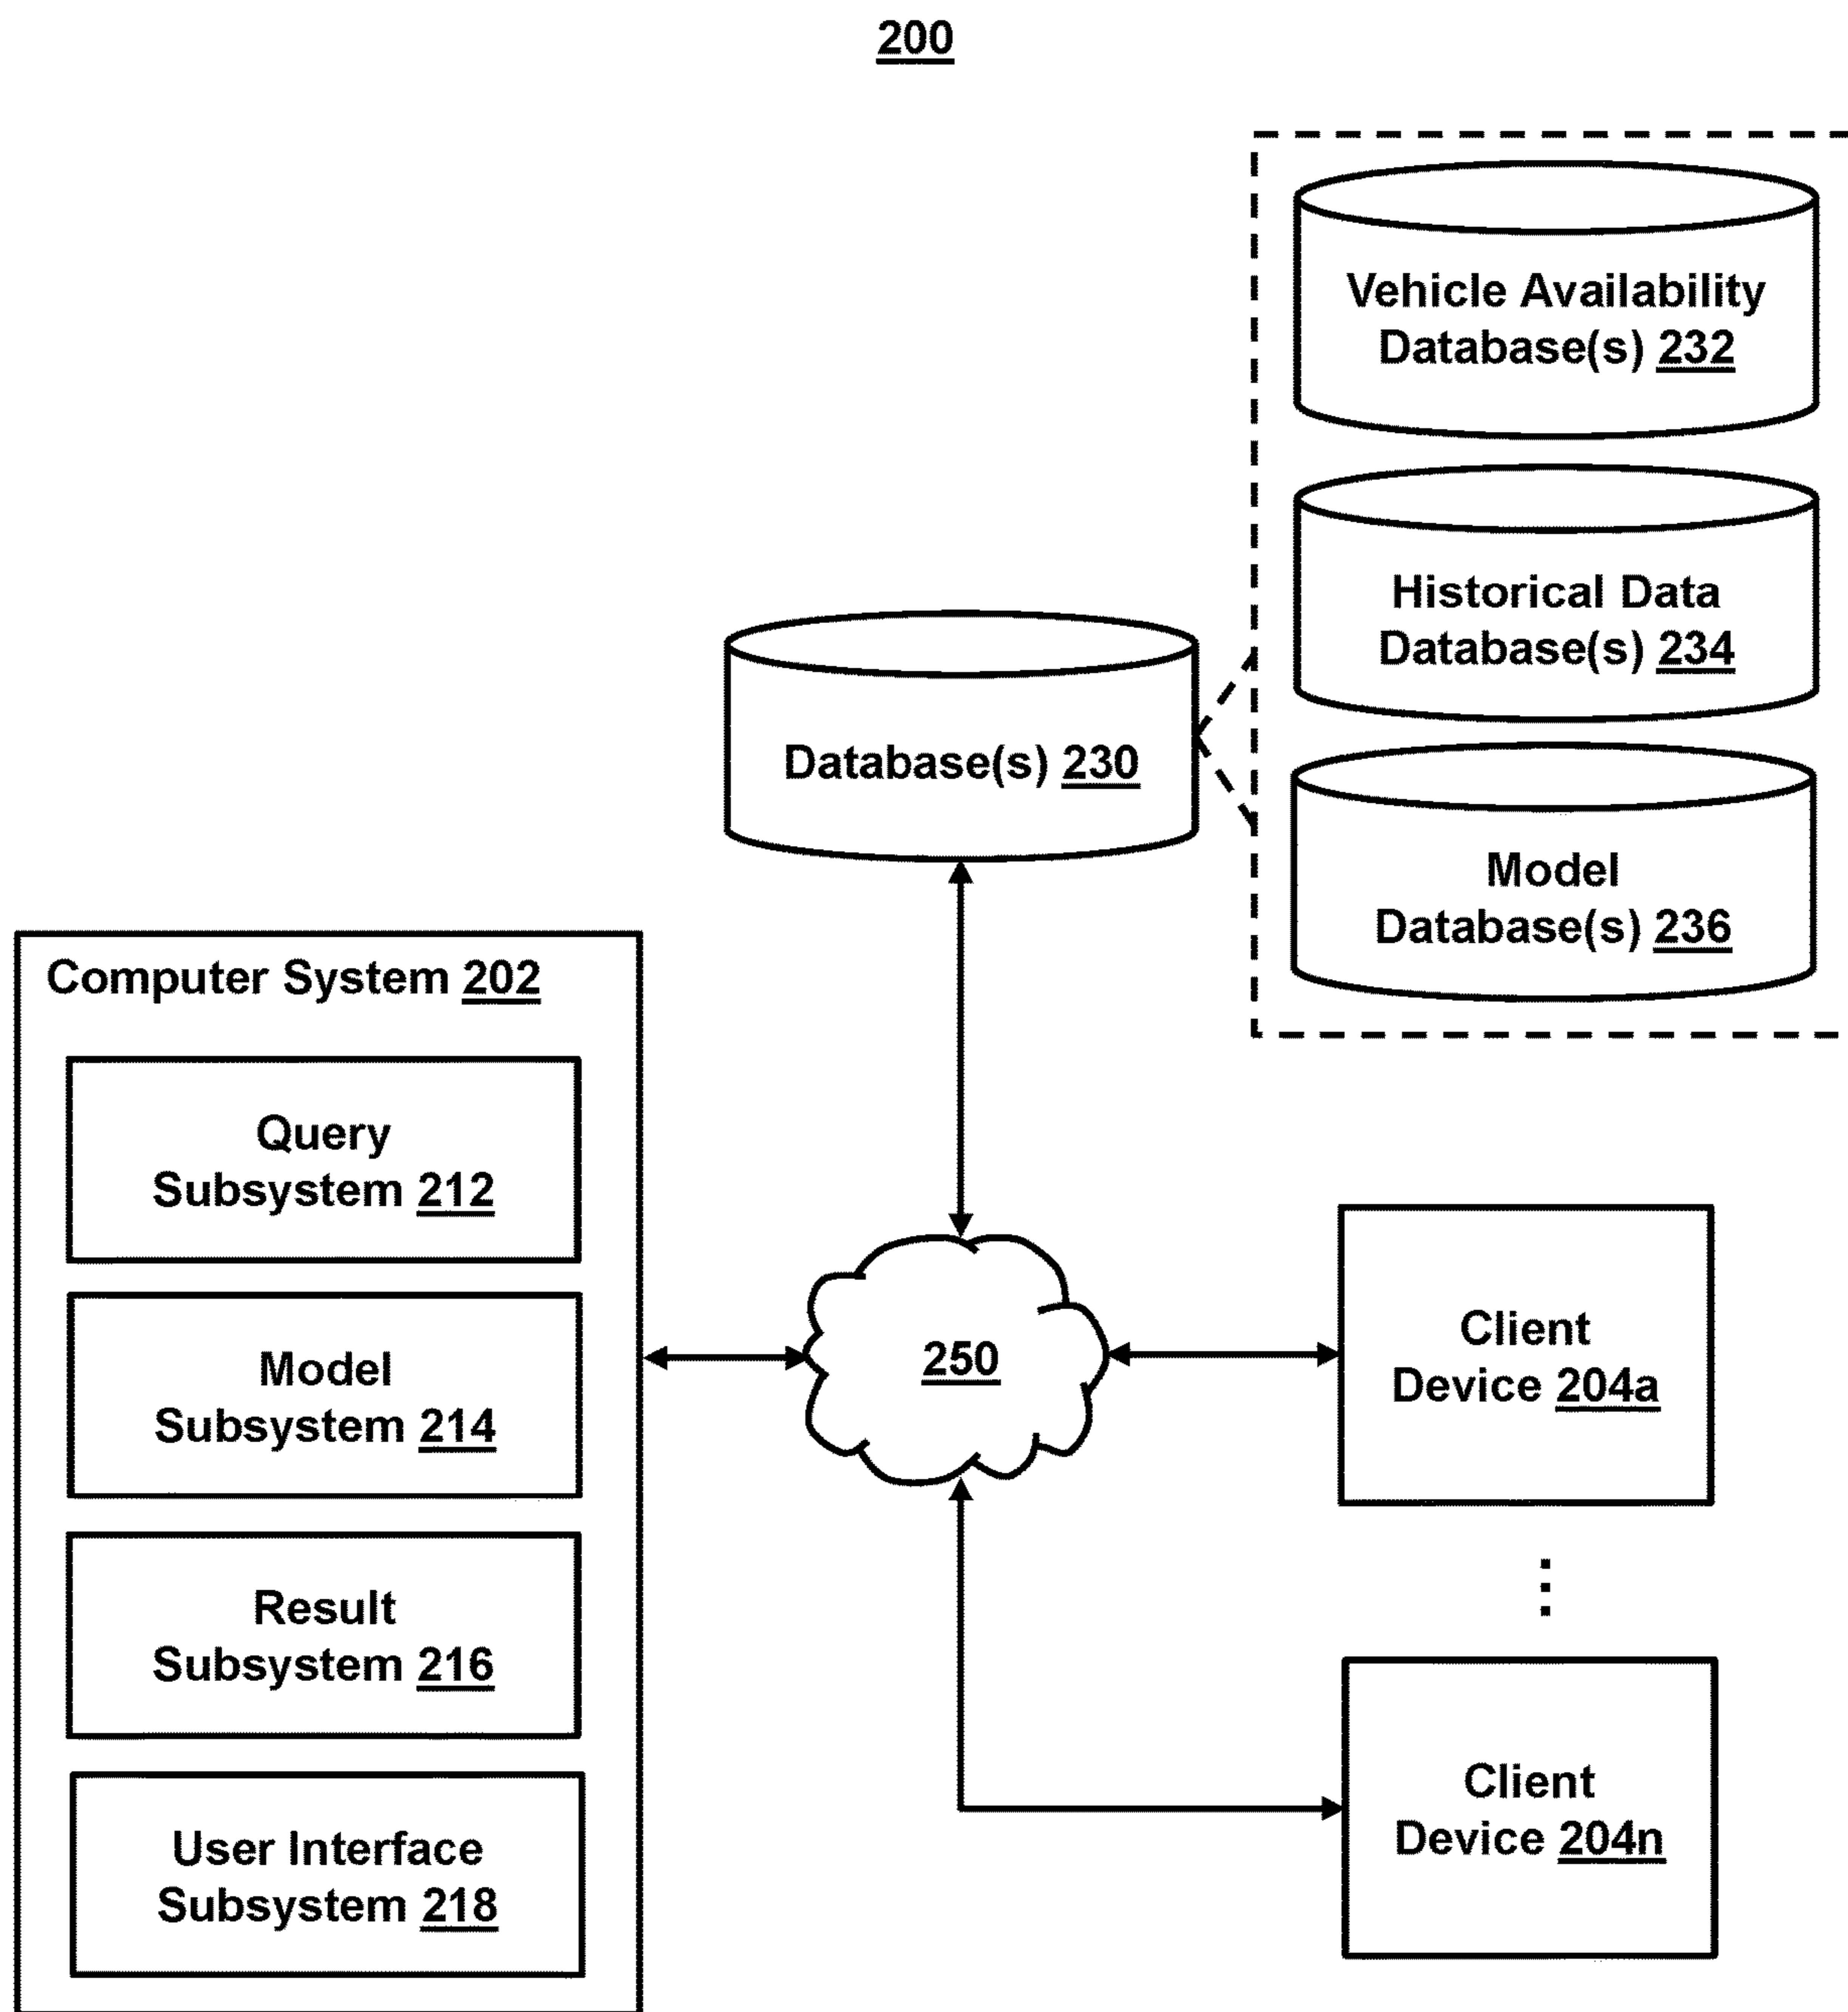 200
Vehicle Availability
Database(s) 232
Historical Data
Database(s) 234
Model
Database(s) 236
Database(s) 230
Computer System 202
Query
Subsystem 212
Model
Subsystem 214
Result
Subsystem 216
User Interface
Subsystem 218
250
Client
Device 204a
Client
Device 204n